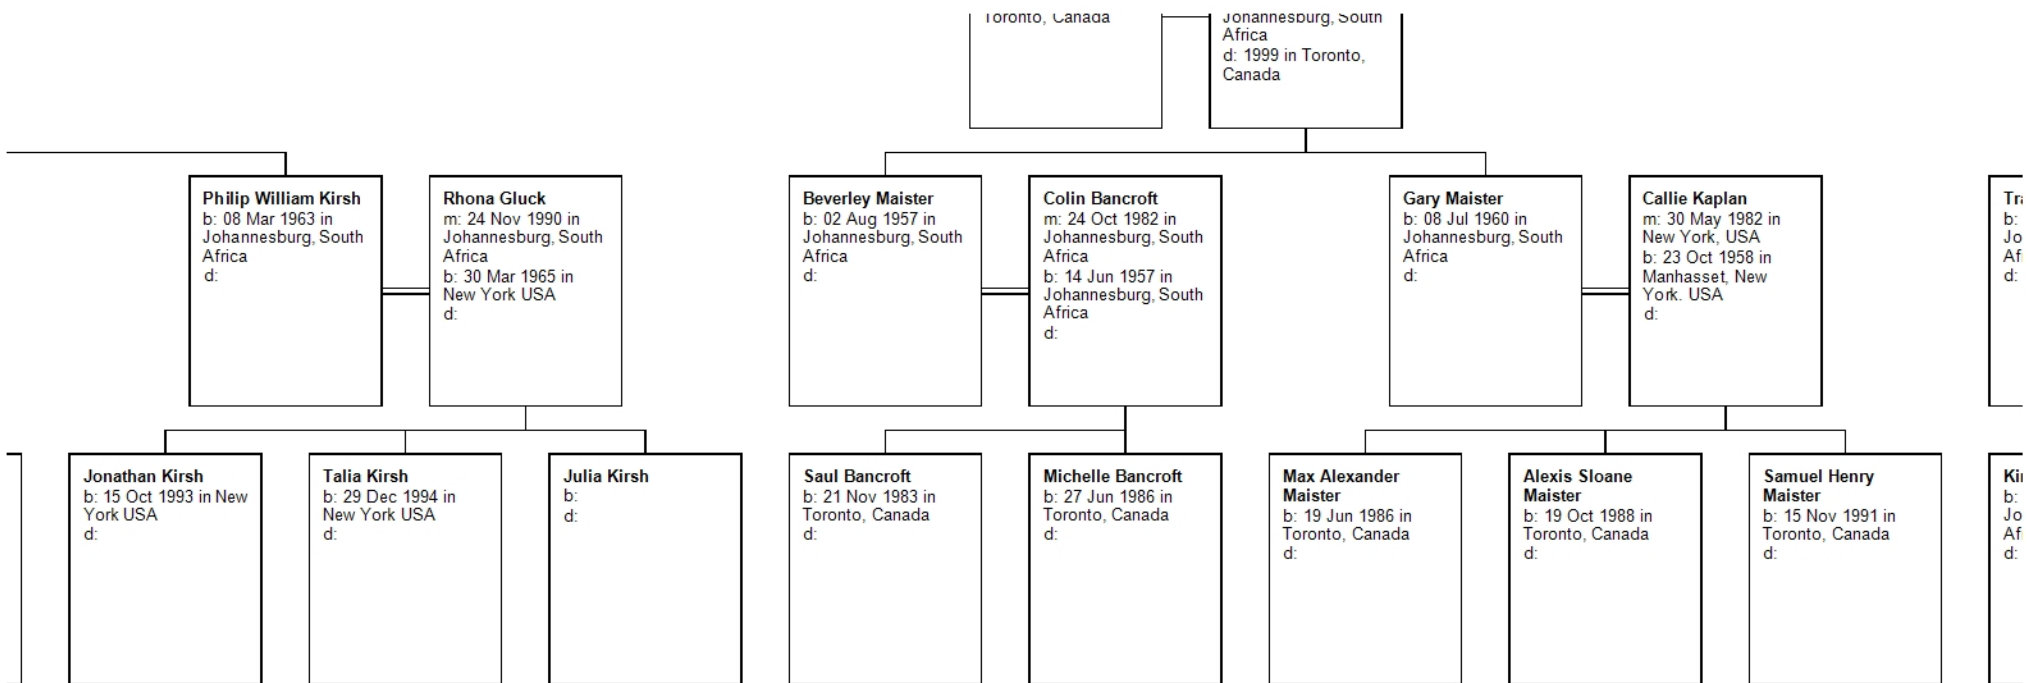 Toronto, Canada
Johannesburg, South
Africa
d: 1999 in Toronto,
Canada
Philip William Kirsh
b: 08 Mar 1963 in
Johannesburg, South
Africa
d:
Rhona Gluck
m: 24 Nov 1990 in
Johannesburg, South
Africa
b: 30 Mar 1965 in
New York USA
d:
Beverley Maister
b: 02 Aug 1957 in
Johannesburg, South
Africa
d:
Colin Bancroft
m: 24 Oct 1982 in
Johannesburg, South
Africa
b: 14 Jun 1957 in
Johannesburg, South
Africa
d:
Gary Maister
b: 08 Jul 1960 in
Johannesburg, South
Africa
d:
Callie Kaplan
m: 30 May 1982 in
New York, USA
b: 23 Oct 1958 in
Manhasset, New
York. USA
d:
b:
Jo
Af
d:
Jonathan Kirsh
b: 15 Oct 1993 in New
York USA
d:
Talia Kirsh
b: 29 Dec 1994 in
New York USA
d:
Julia Kirsh
b:
d:
Saul Bancroft
b: 21 Nov 1983 in
Toronto, Canada
d:
Michelle Bancroft
b: 27 Jun 1986 in
Toronto, Canada
d:
Max Alexander
Maister
b: 19 Jun 1986 in
Toronto, Canada
d:
Alexis Sloane
Maister
b: 19 Oct 1988 in
Toronto, Canada
d:
Samuel Henry
Maister
b: 15 Nov 1991 in
Toronto, Canada
d:
b:
Jo
Af
d: